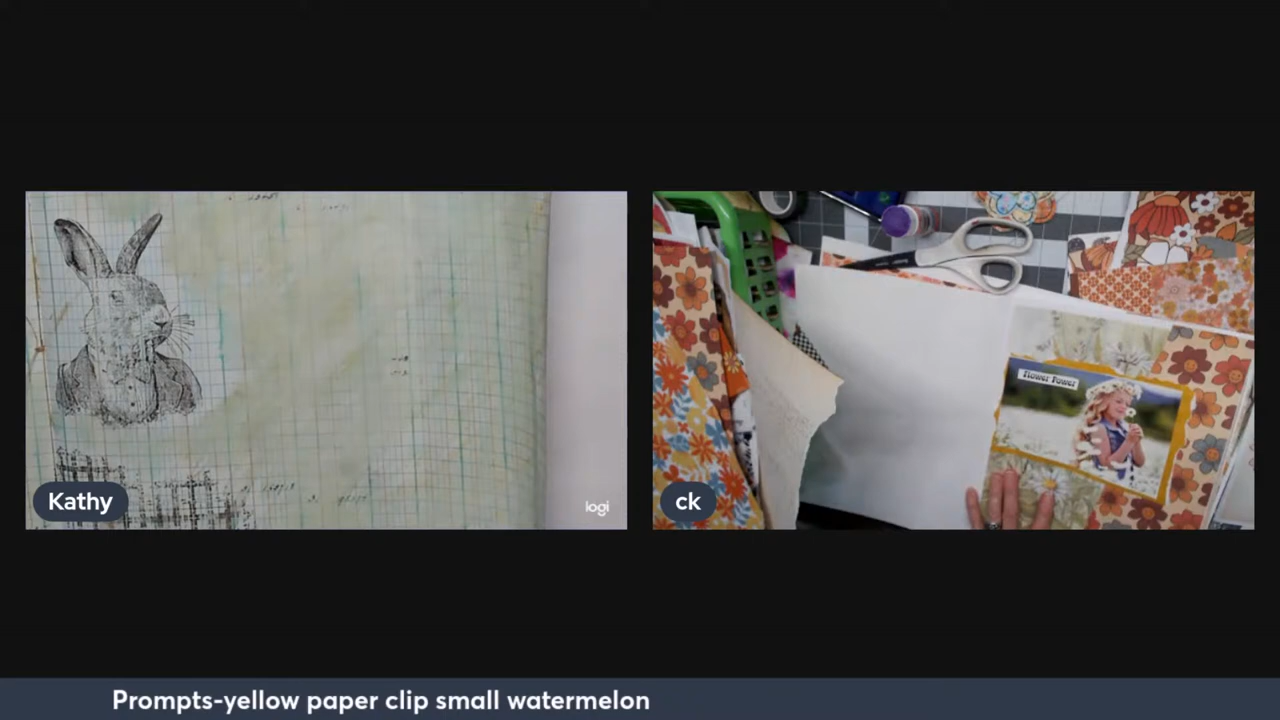 Kathy
logi
Flower Power
ck
Prompts-yellow paper clip small watermelon